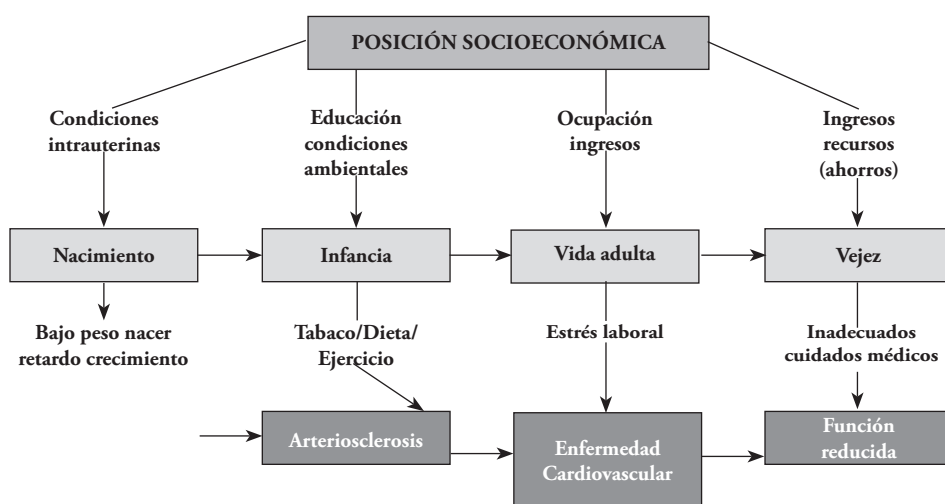 POSICIÓN SOCIOECONÓMICA
Condiciones
intrauterinas
Educación
condiciones
ambientales
Ocupación
ingresos
Ingresos
recursos
(ahorros)
Nacimiento
Infancia
Vida adulta
Vejez
Bajo peso nacer
retardo crecimiento
Tabaco/Dieta/
Ejercicio
Estrés laboral
Inadecuados
cuidados médicos
Arteriosclerosis
Enfermedad
Cardiovascular
Función
reducida